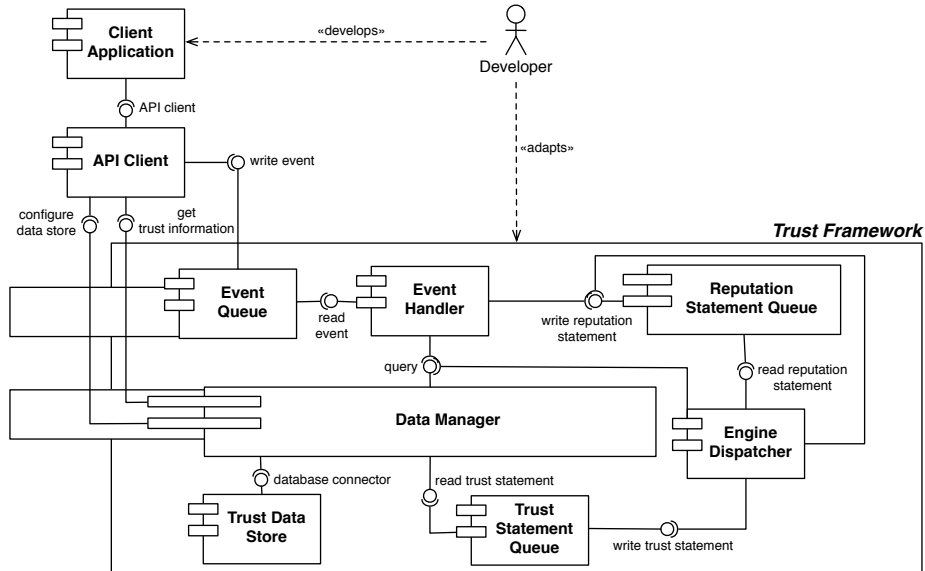 Client
Application
«develops»
Developer
API client
API Client
write event
«adapts»
configure
data store
get
trust information
Trust Framework
Event
Queue
read
event
Event
Handler
write reputation
statement
Reputation
Statement Queue
query
read reputation
statement
Data Manager
Engine
Dispatcher
database connector
read trust statement
Trust Data
Store
Trust
Statement
Queue
write trust statement